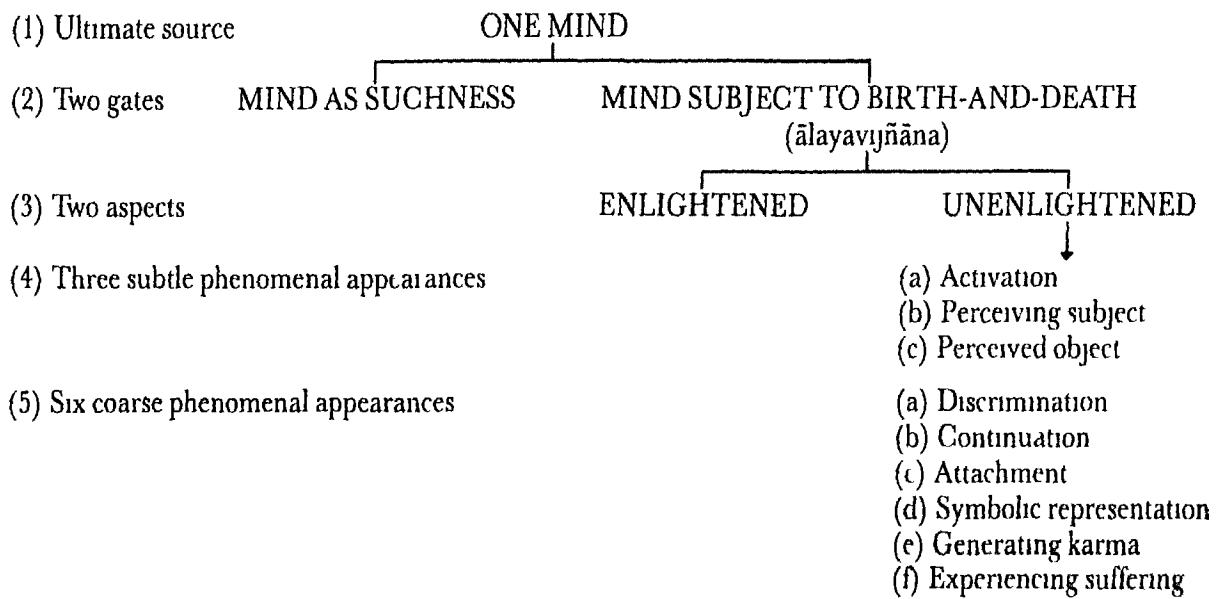 (1) Ultimate source ONE MIND
(2) Two gates MIND AS SUCHNESS MIND SUBJECT TO BIRTH-AND-DEATH
(ālayavijñāna)
(3) Two aspects ENLIGHTENED UNENLIGHTENED
(4) Three subtle phenomenal appearances (a) Activation
(b) Perceiving subject
(c) Perceived object
(5) Six coarse phenomenal appearances (a) Discrimination
(b) Continuation
(c) Attachment
(d) Symbolic representation
(e) Generating karma
(f) Experiencing suffering